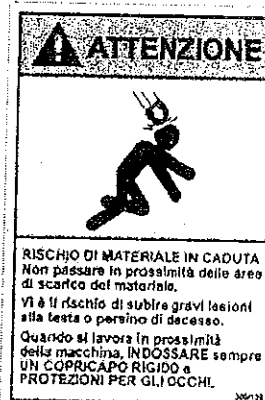 ATTENZIONE
RISCHIO DI MATERIALE IN CADUTA
Non passare in prossimità delle aree
di scarico del materiale.
Vi è il rischio di subire gravi lesioni
alla testa o persino di decesso.
Quando si lavora in prossimità
della macchina, INDOSSARE sempre
UN COPRICAPO RIGIDO e
PROTEZIONI PER GLI OCCHI.